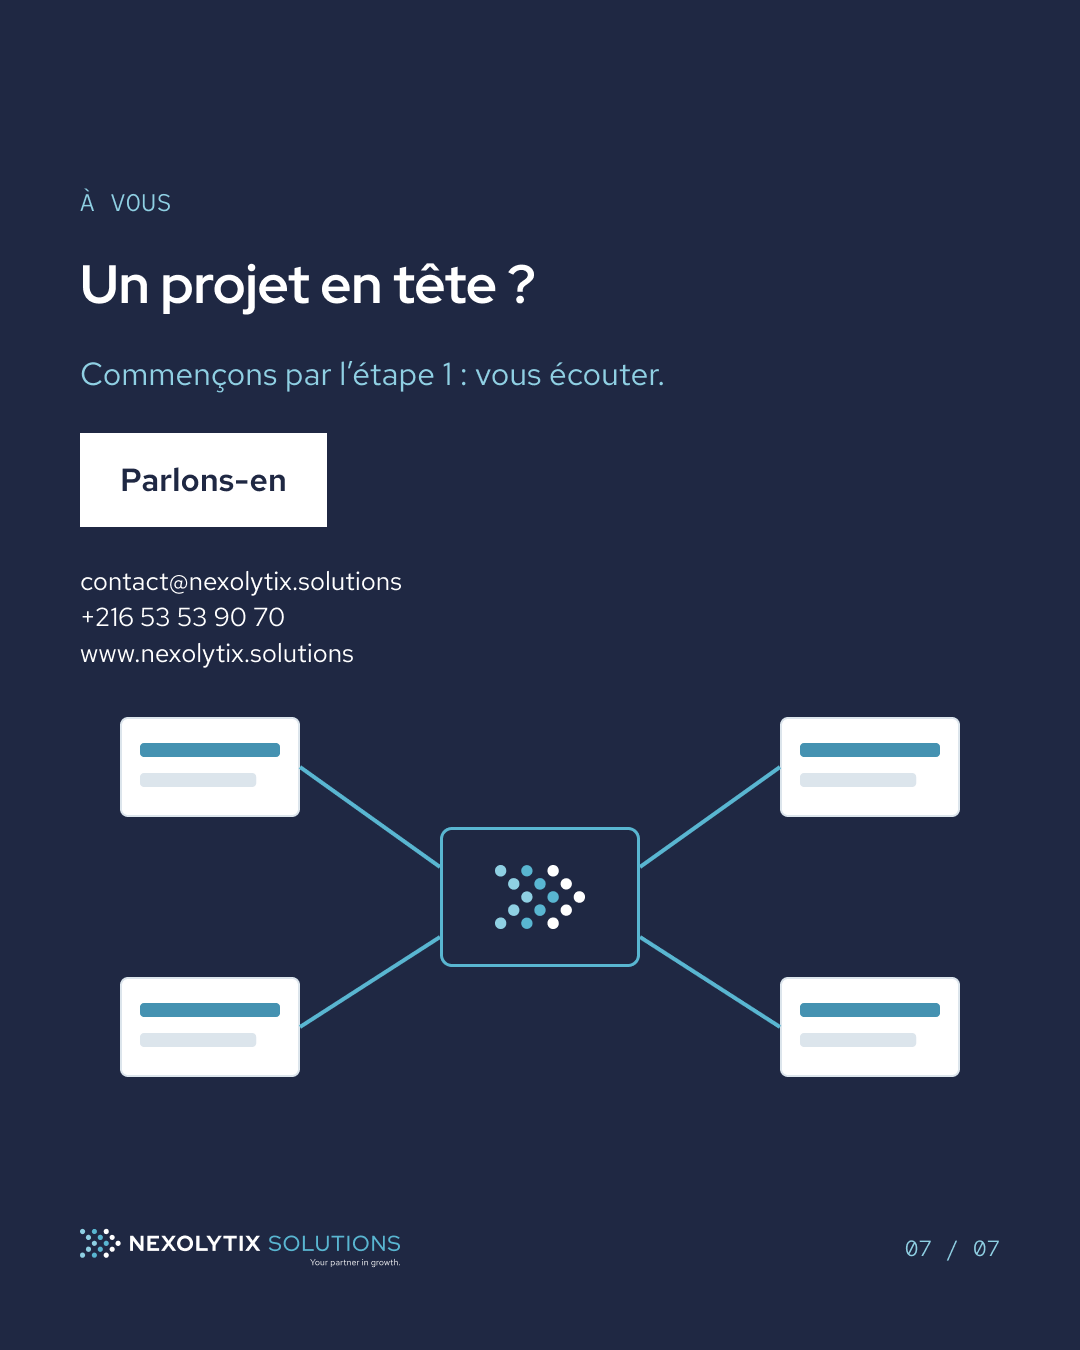 À VOUS
Un projet en tête ?
Commençons par l’étape 1 : vous écouter.
Parlons-en
contact@nexolytix.solutions
+216 53 53 90 70
www.nexolytix.solutions
NEXOLYTIX SOLUTIONS
Your partner in growth.
07 / 07